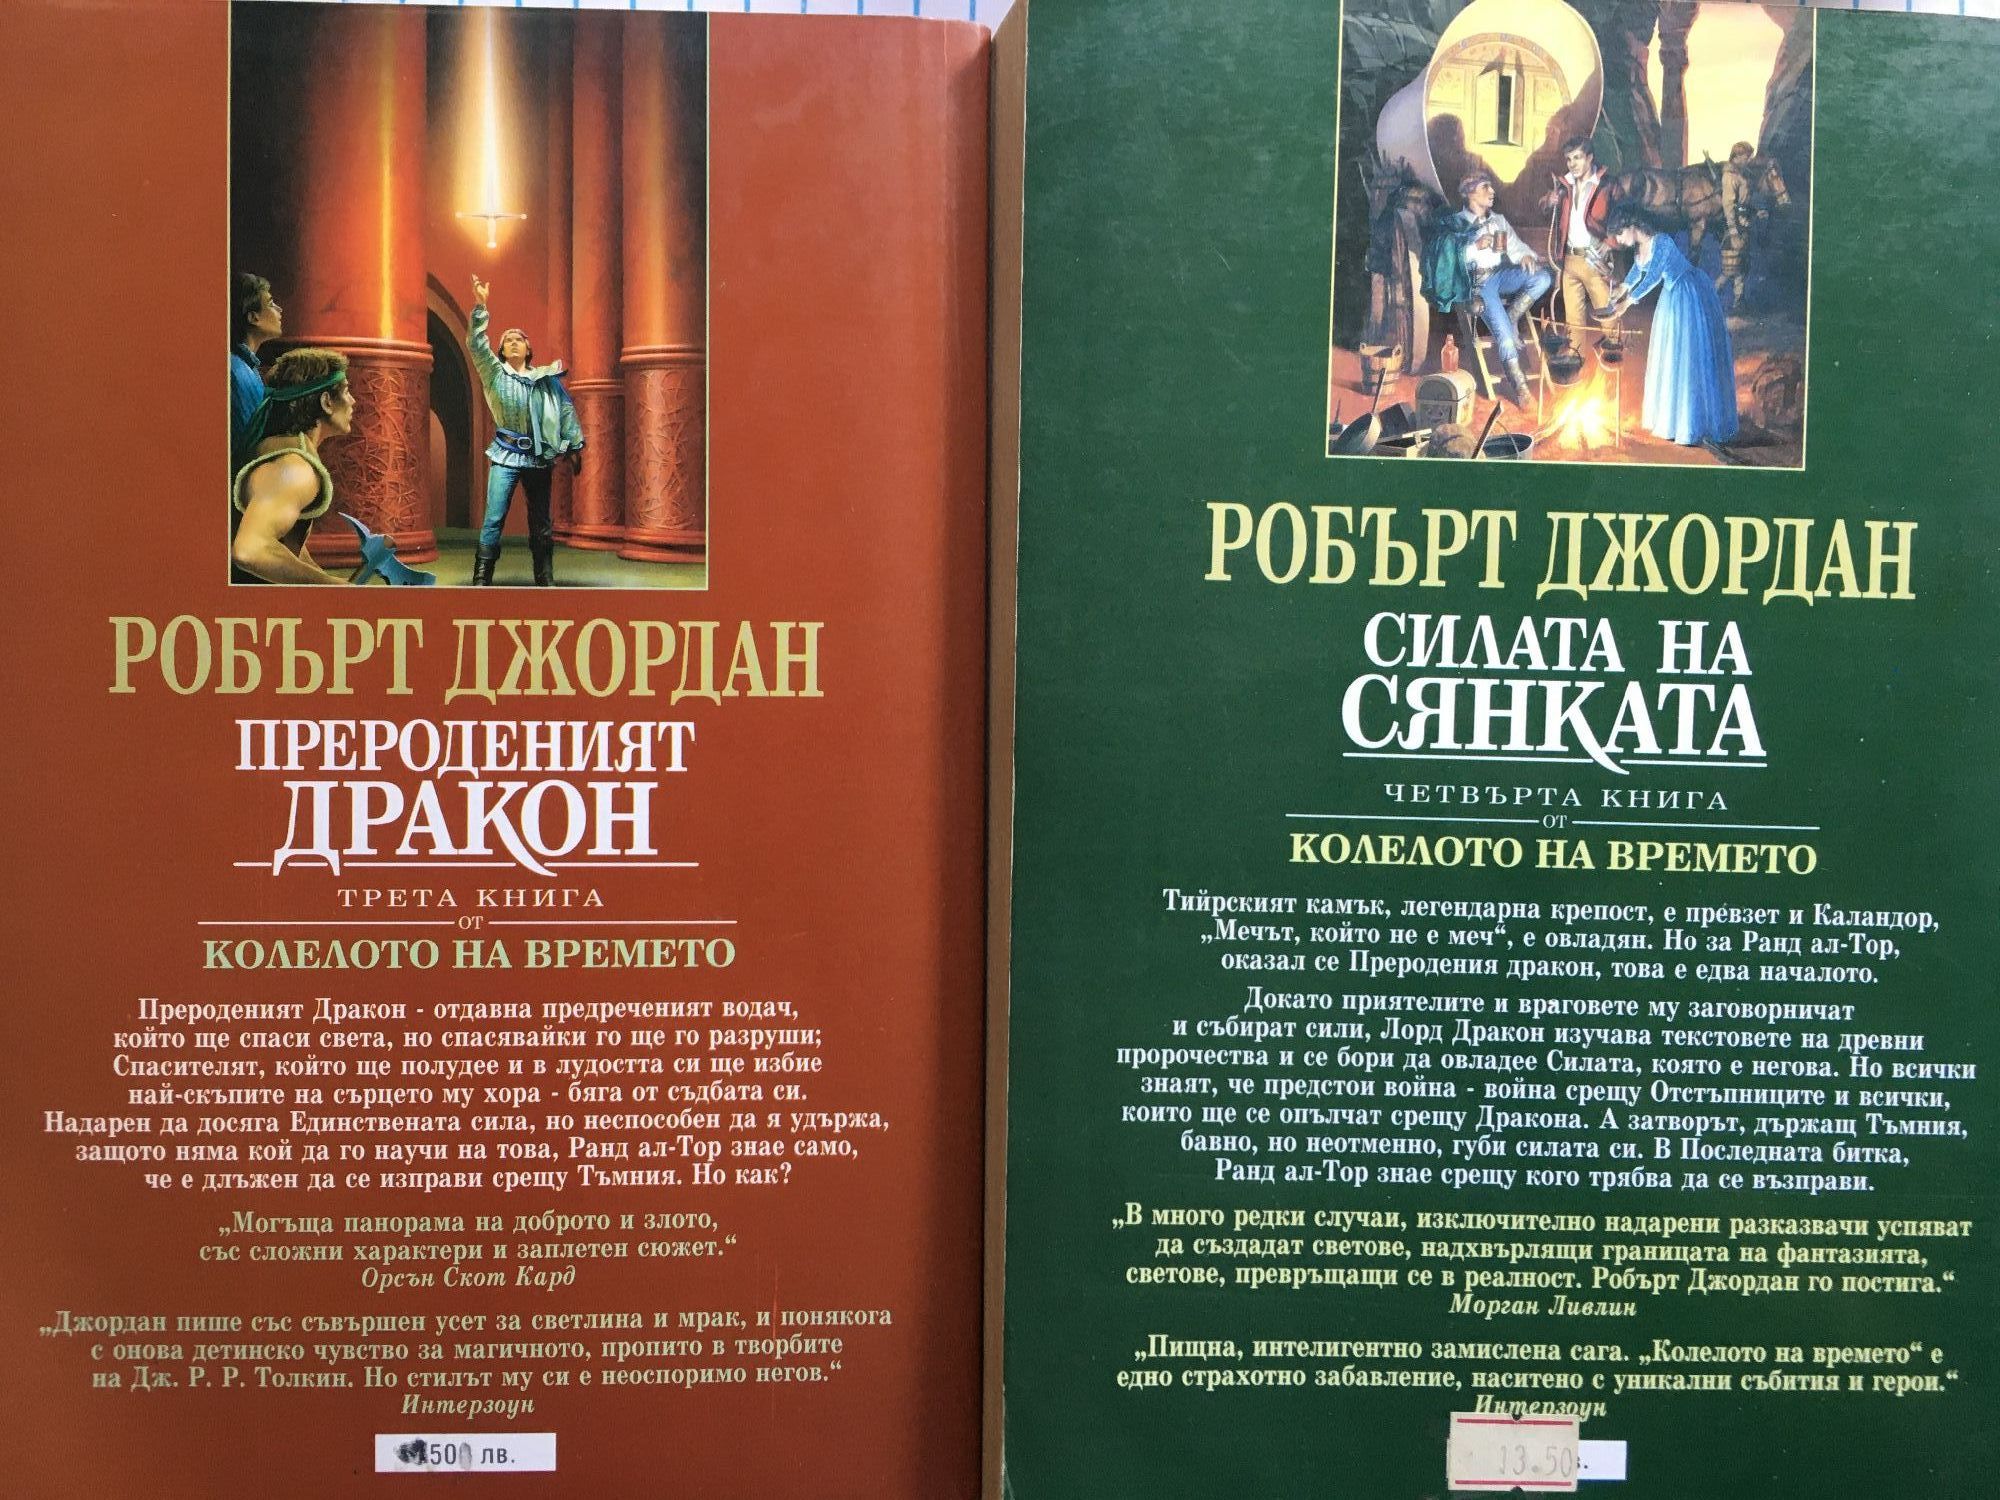 РОБЪРТ ДЖОРДАН
ПРЕРОДЕНИЯТ
ДРАКОН
ТРЕТА КНИГА
ОТ
КОЛЕЛОТО НА ВРЕМЕТО
Прероденият Дракон - отдавна предреченият водач,
който ще спаси света, но спасявайки го ще го разруши;
Спасителят, който ще полудее и в лудостта си ще избие
най-скъпите на сърцето му хора - бяга от съдбата си.
Надарен да досяга Единствената сила, но неспособен да я удържа,
защото няма кой да го научи на това, Ранд ал-Тор знае само,
че е длъжен да се изправи срещу Тъмния. Но как?
„Могъща панорама на доброто и злото,
със сложни характери и заплетен сюжет.“
Орсън Скот Кард
„Джордан пише със съвършен усет за светлина и мрак, и понякога
с онова детинско чувство за магичното, пропито в творбите
на Дж. Р. Р. Толкин. Но стилът му си е неоспоримо негов.“
Интерзоун
лв.
РОБЪРТ ДЖОРДАН
СИЛАТА НА
СЯНКАТА
ЧЕТВЪРТА КНИГА
ОТ
КОЛЕЛОТО НА ВРЕМЕТО
Тийрският камък, легендарна крепост, е превзет и Каландор,
„Мечът, който не е меч“, е овладян. Но за Ранд ал-Тор,
оказал се Преродения дракон, това е едва началото.
Докато приятелите и враговете му заговорничат
и събират сили, Лорд Дракон изучава текстовете на древни
пророчества и се бори да овладее Силата, която е негова. Но всички
знаят, че предстои война - война срещу Отстъпниците и всички,
които ще се опълчат срещу Дракона. А затворът, държащ Тъмния,
бавно, но неотменно, губи силата си. В Последната битка,
Ранд ал-Тор знае срещу кого трябва да се възправи.
„В много редки случаи, изключително надарени разказвачи успяват
да създадат светове, надхвърлящи границата на фантазията,
светове, превръщащи се в реалност. Робърт Джордан го постига.“
Морган Ливлин
„Пищна, интелигентно замислена сага. „Колелото на времето“ е
едно страхотно забавление, наситено с уникални събития и герои.“
Интерзоун
13.50